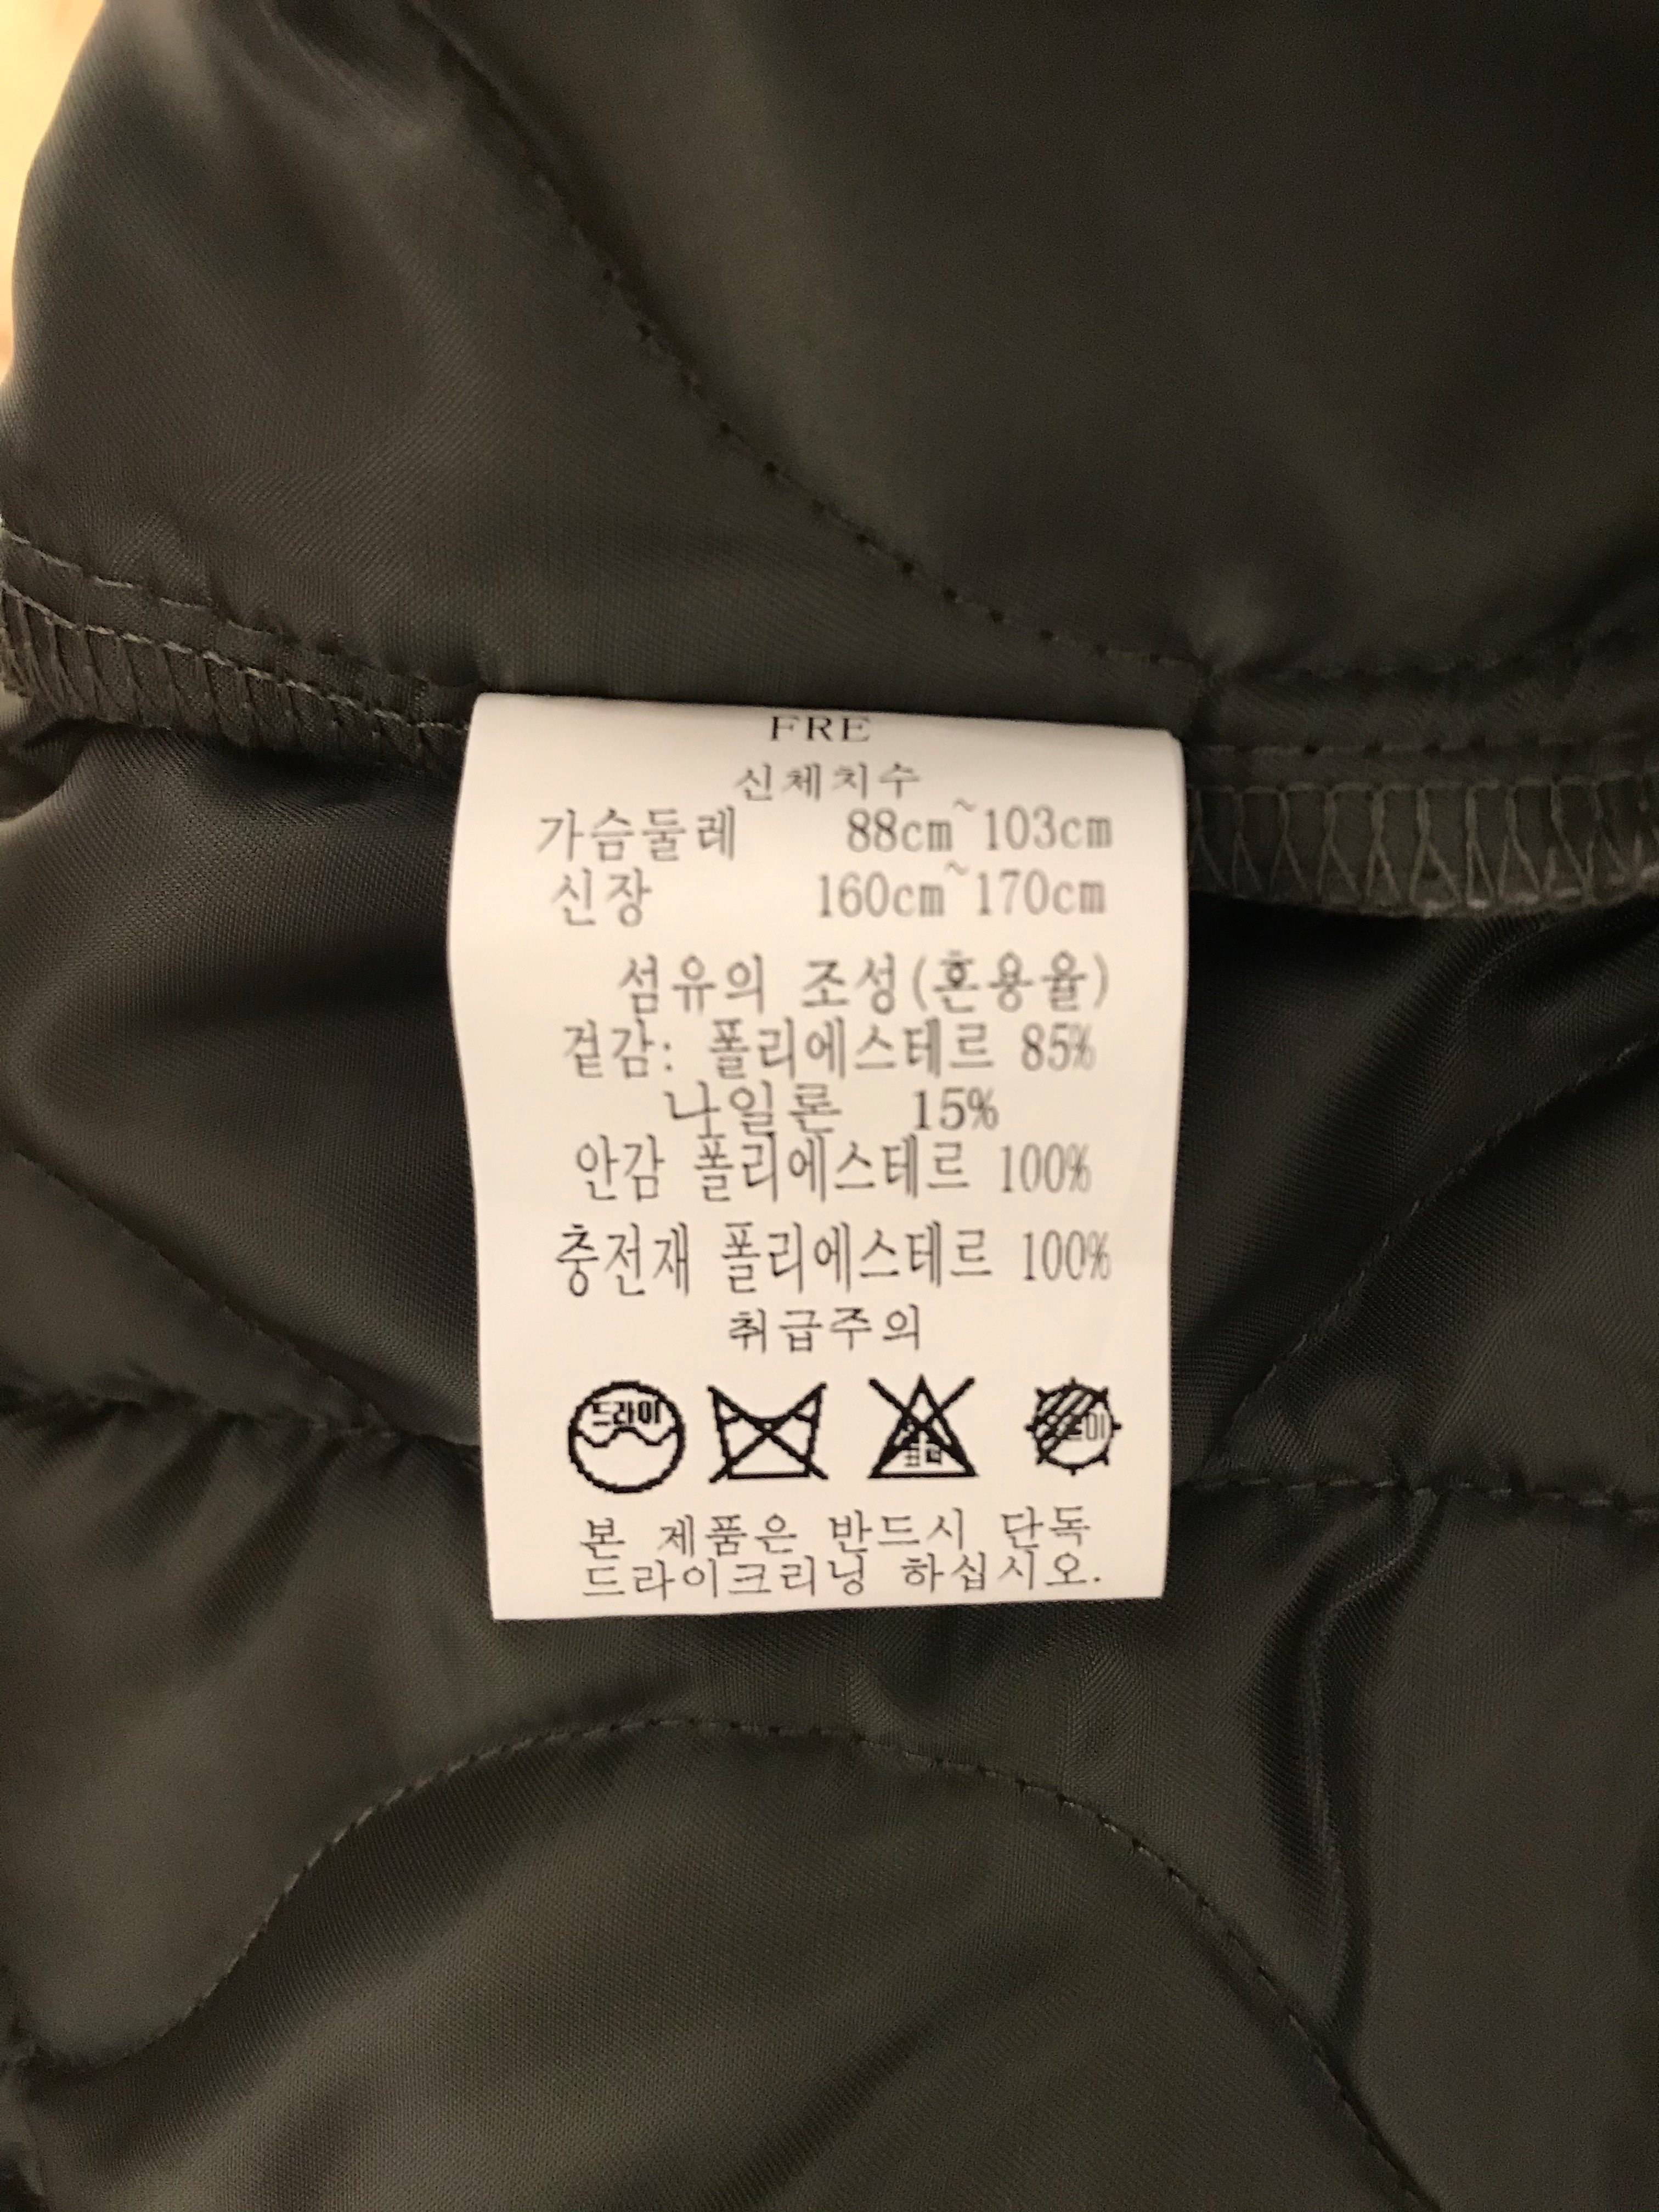 FRE
신체치수
가슴둘레 88cm~103cm
신장 160cm~170cm
섬유의 조성(혼용율)
겉감: 폴리에스테르 85%
나일론 15%
안감 폴리에스테르 100%
충전재 폴리에스테르 100%
취급주의
드라이
본 제품은 반드시 단독
드라이크리닝 하십시오.